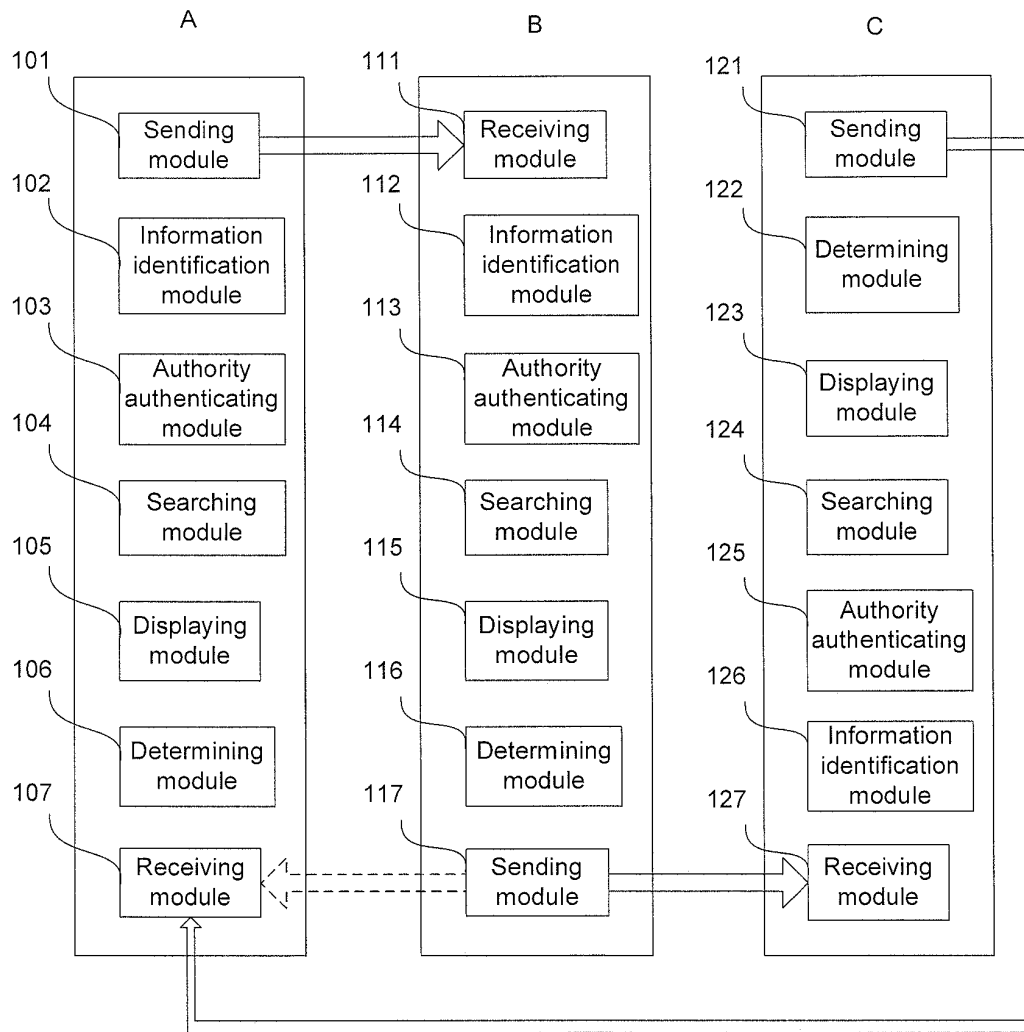 A
B
C
101
111
121
Sending
module
Receiving
module
Sending
module
102
112
122
Information
identification
module
Information
identification
module
Determining
module
103
113
123
Authority
authenticating
module
Authority
authenticating
module
Displaying
module
104
114
124
Searching
module
Searching
module
Searching
module
105
115
125
Displaying
module
Displaying
module
Authority
authenticating
module
106
116
126
Determining
module
Determining
module
Information
identification
module
107
117
127
Receiving
module
Sending
module
Receiving
module